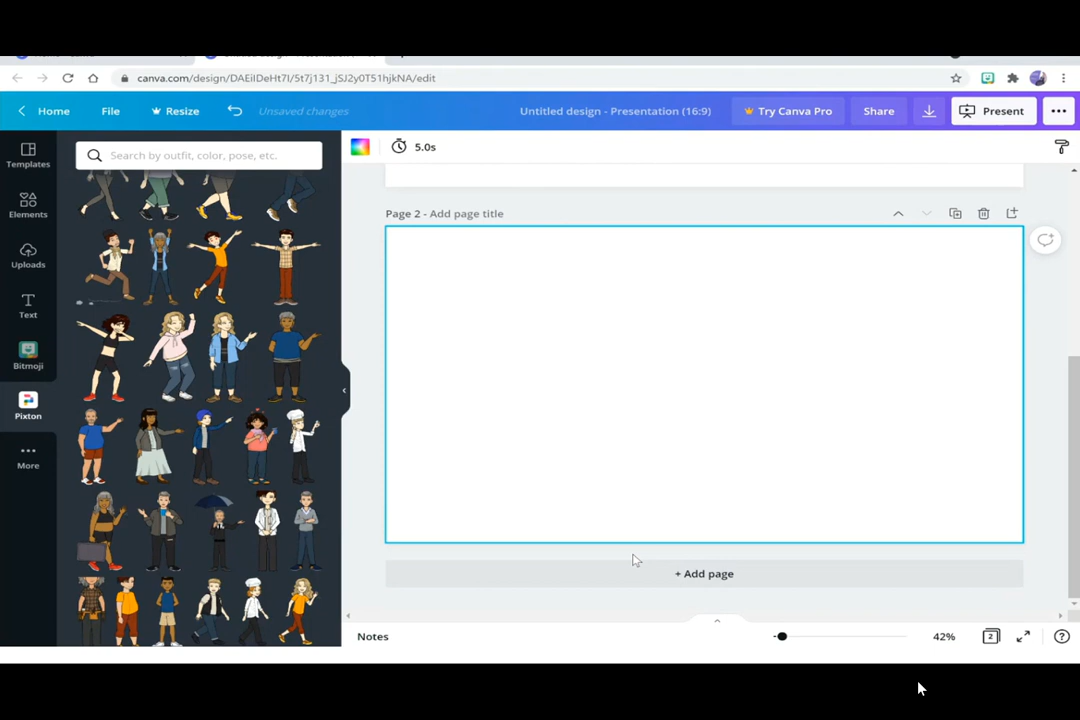 canva.com/design/DAEiIDeHt7I/5t7j131_jSJ2y0T51hjkNA/edit
Home File Resize Unsaved changes Untitled design - Presentation (16:9) Try Canva Pro Share Present
Templates
Elements
Uploads
Text
Bitmoji
Pixton
More
Search by outfit, color, pose, etc.
5.0s
Page 2 - Add page title
+ Add page
Notes 42% 2 ?